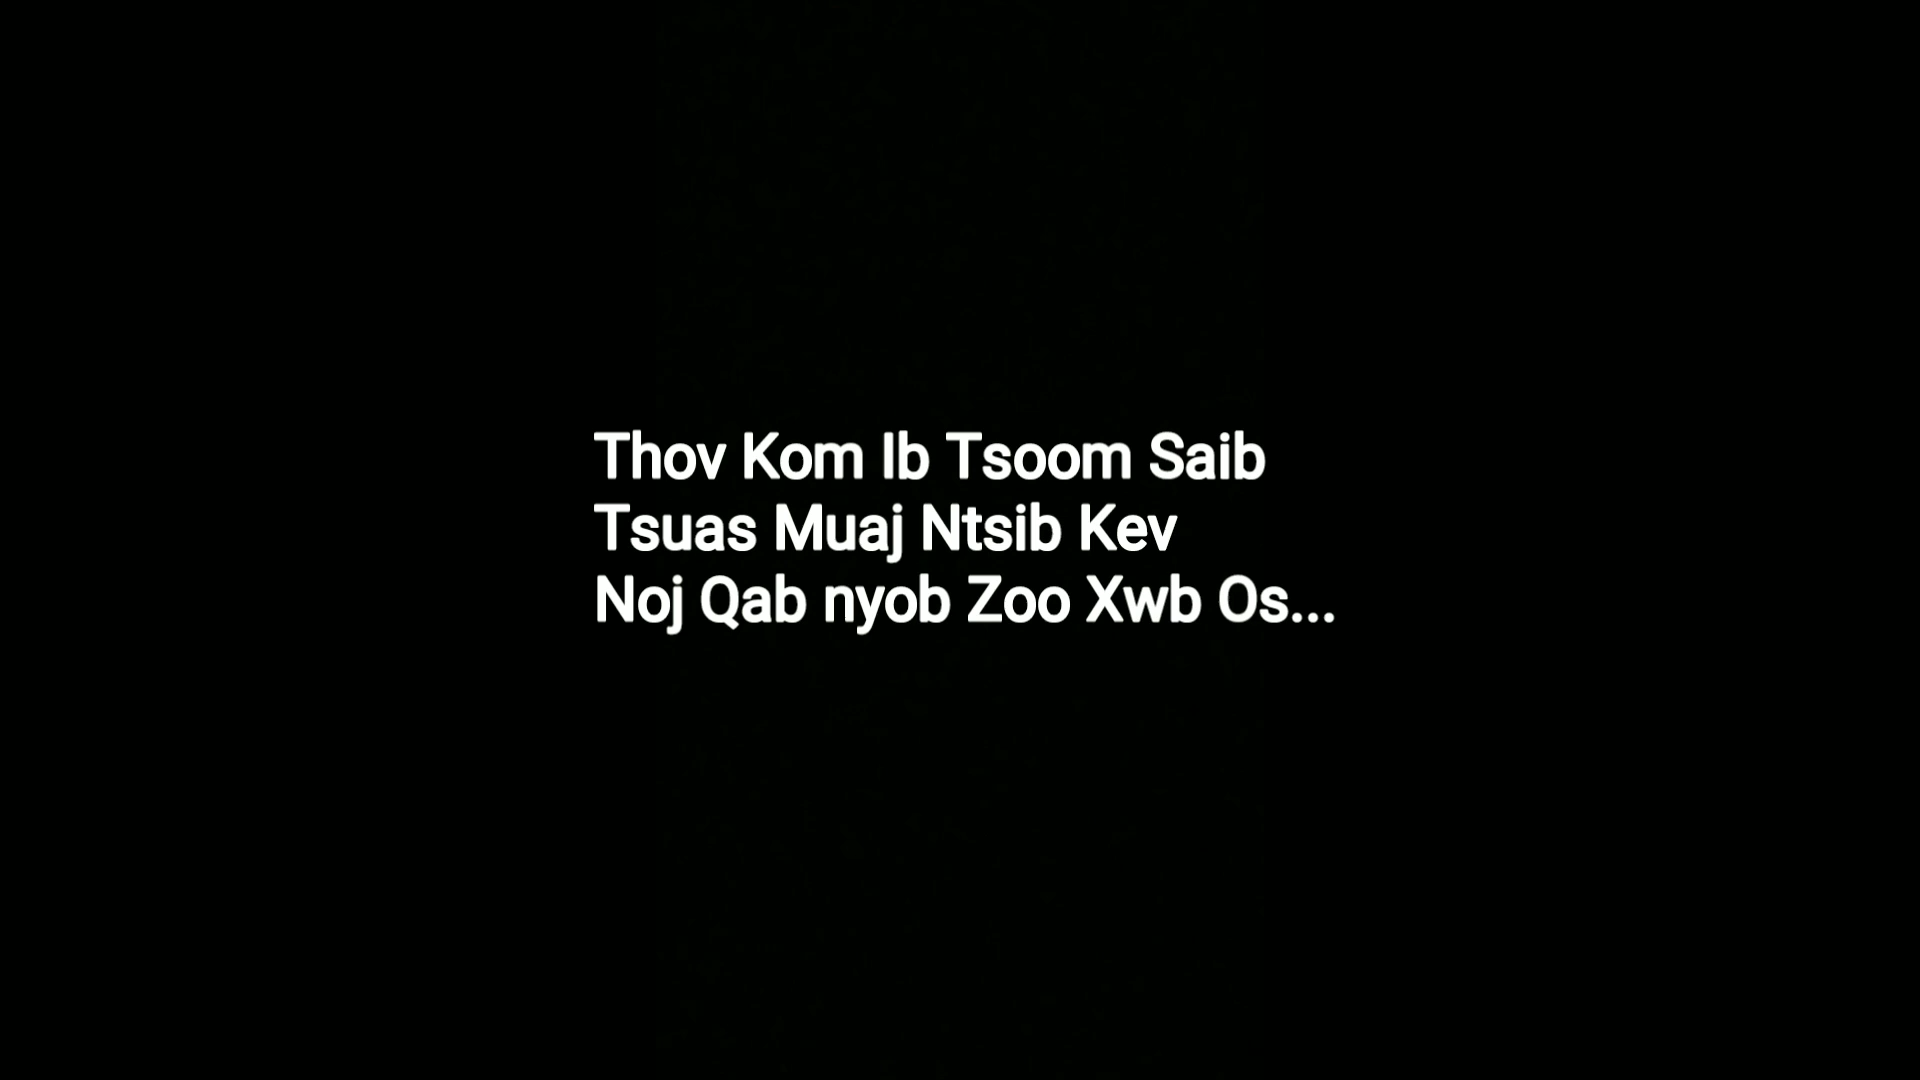 Thov Kom Ib Tsoom Saib
Tsuas Muaj Ntsib Kev
Noj Qab nyob Zoo Xwb Os...